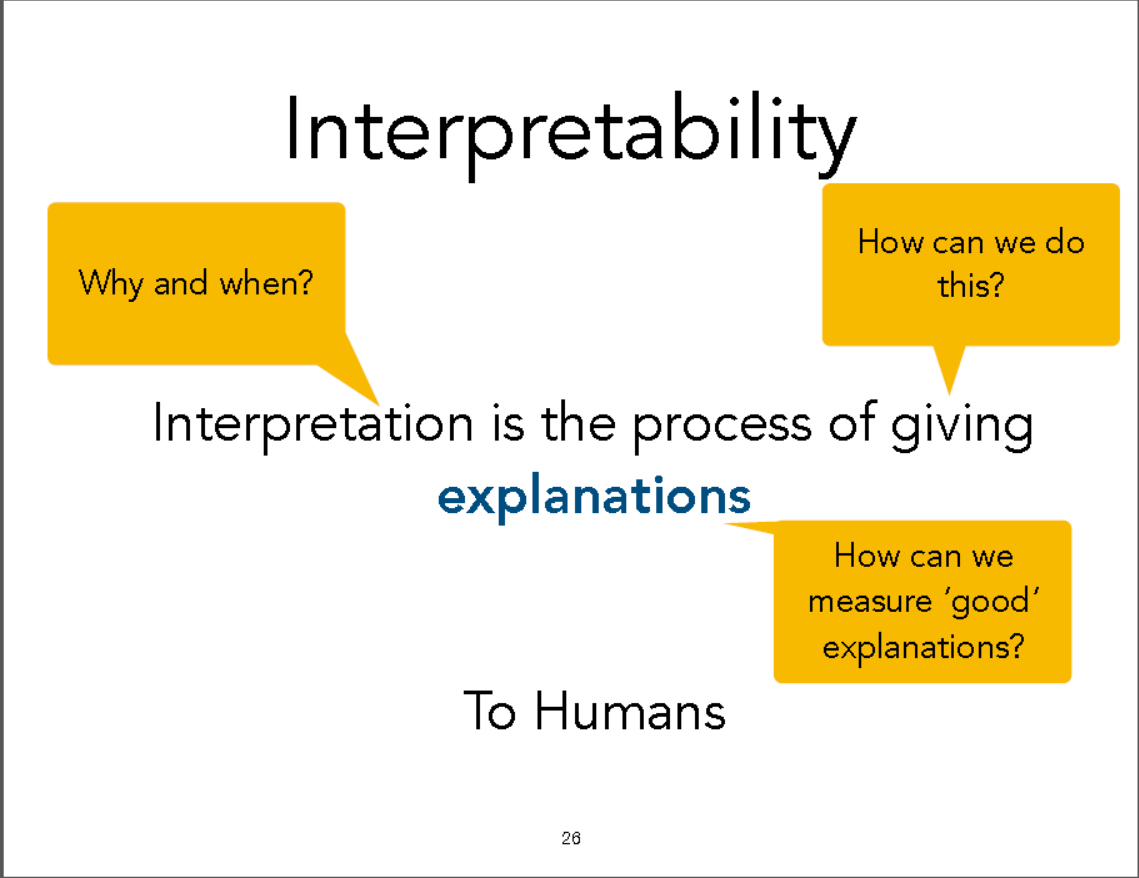 Interpretability
Why and when?
How can we do
this?
Interpretation is the process of giving
explanations
How can we
measure ‘good’
explanations?
To Humans
26